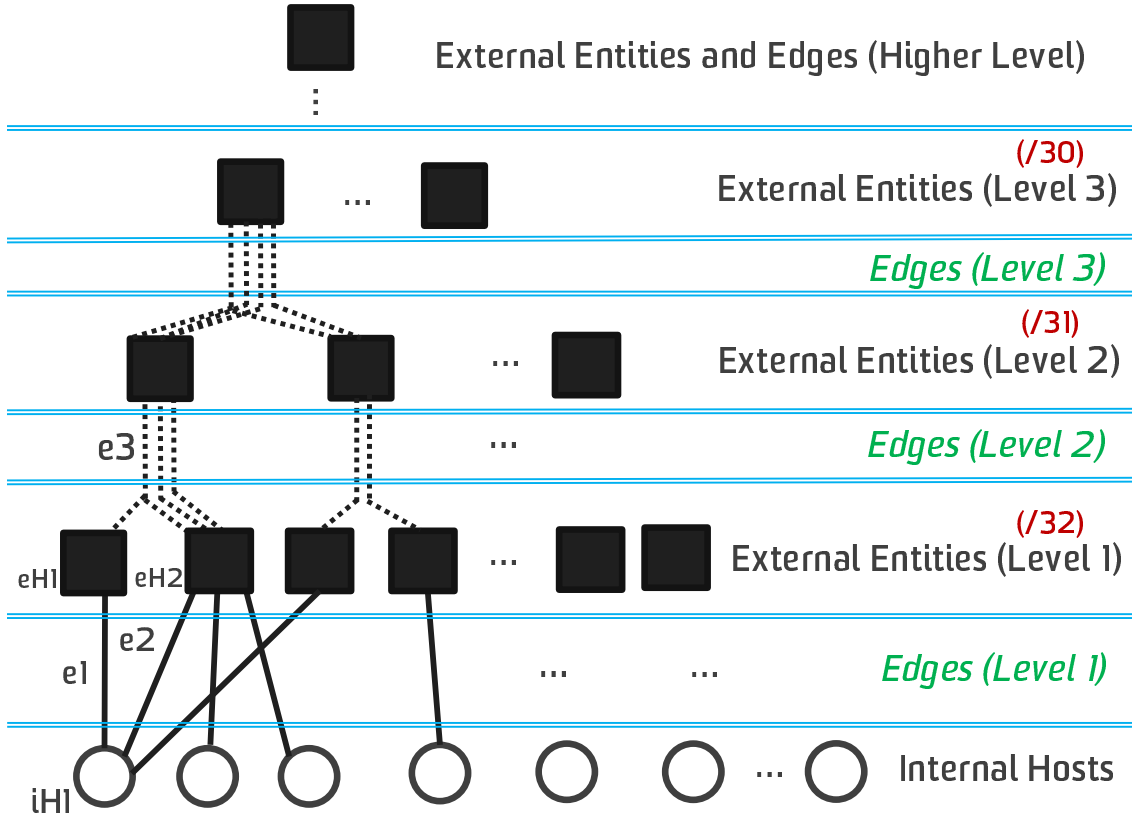 External Entities and Edges (Higher Level)
⋮
(/30)
... External Entities (Level 3)
Edges (Level 3)
(/31)
... External Entities (Level 2)
e3 ... Edges (Level 2)
(/32)
eH1 eH2 ... External Entities (Level 1)
e2
e1 ... ... Edges (Level 1)
... Internal Hosts
iH1